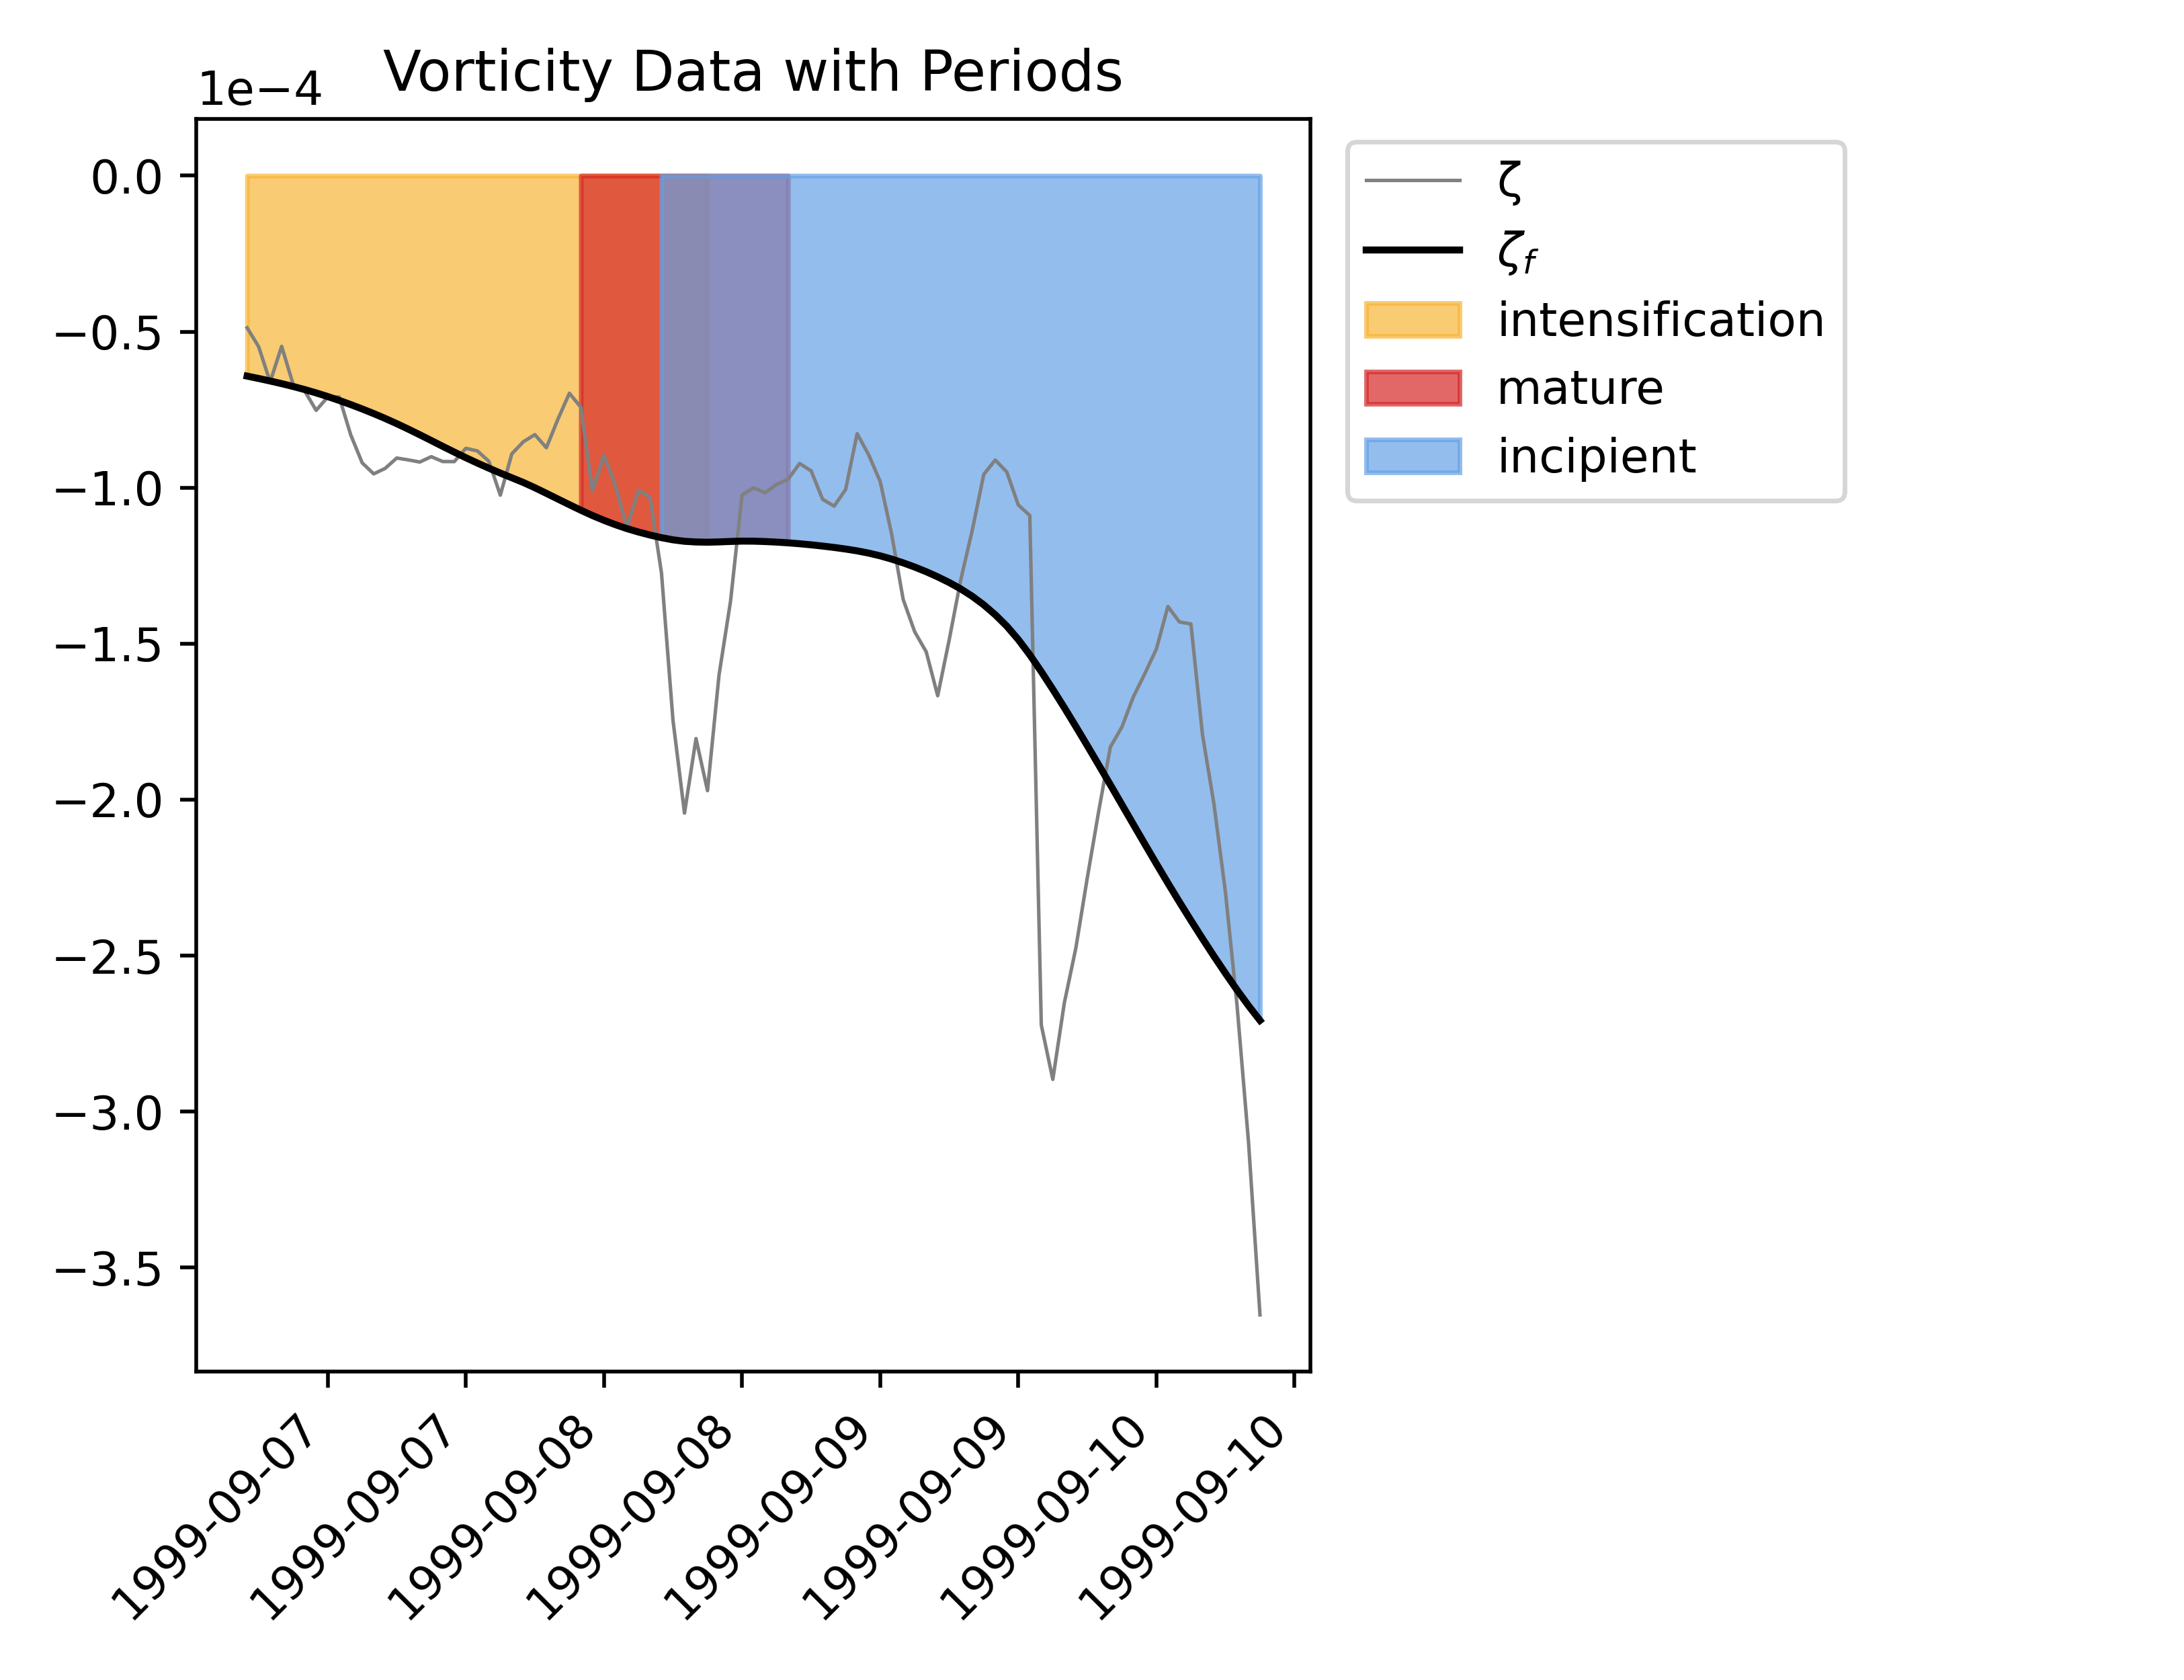 Vorticity Data with Periods
1e−4
0.0
−0.5
−1.0
−1.5
−2.0
−2.5
−3.0
−3.5
1999-09-07
1999-09-07
1999-09-08
1999-09-08
1999-09-09
1999-09-09
1999-09-10
1999-09-10
ζ
ζf
intensification
mature
incipient